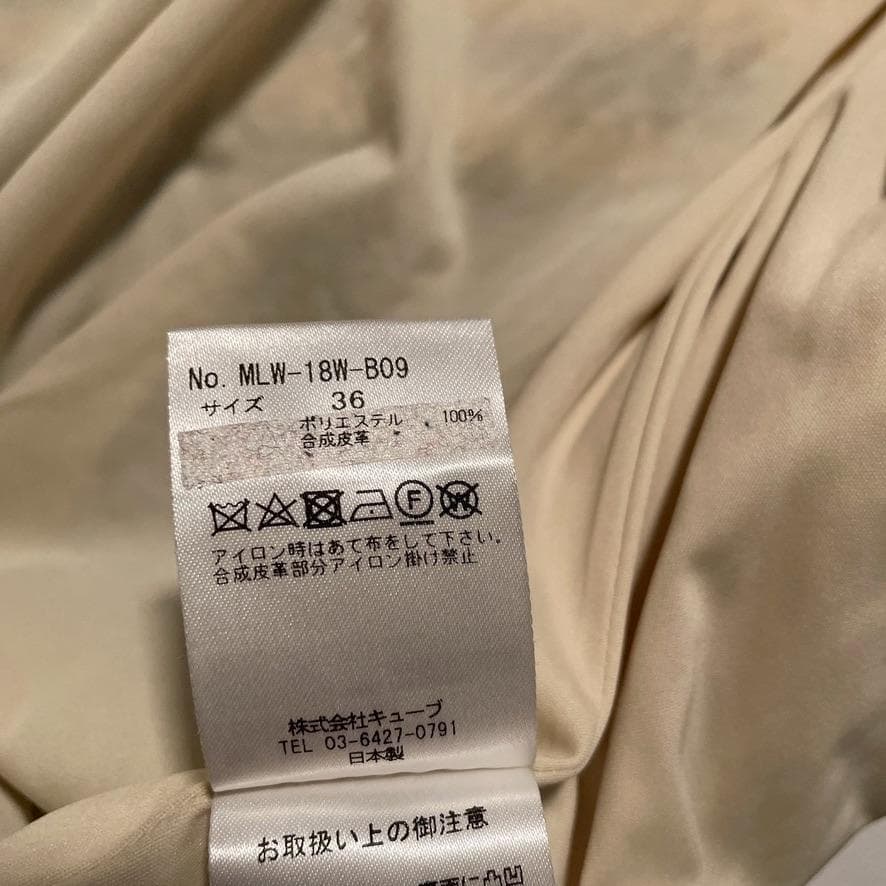 No. MLW-18W-B09
サイズ 36
ポリエステル 100%
合成皮革
F
W
アイロン時はあて布をして下さい。
合成皮革部分アイロン掛け禁止
株式会社キューブ
TEL 03-6427-0791
日本製
お取扱い上の御注意